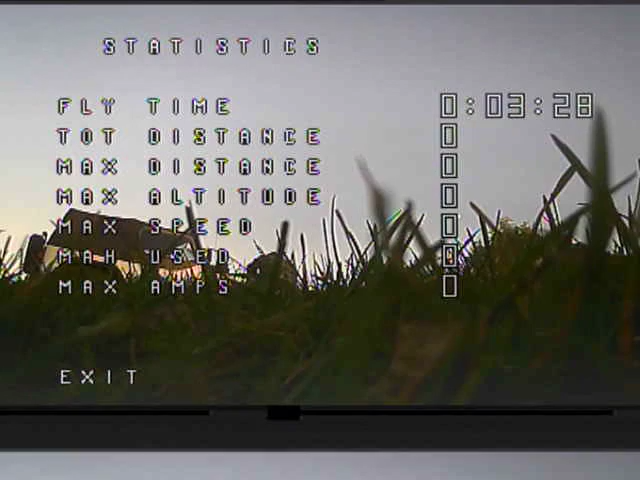 STATISTICS
FLY TIME 0:03:28
TOT DISTANCE 0
MAX DISTANCE 0
MAX ALTITUDE 0
MAX SPEED 0
MAH USED 0
MAX AMPS 0
EXIT